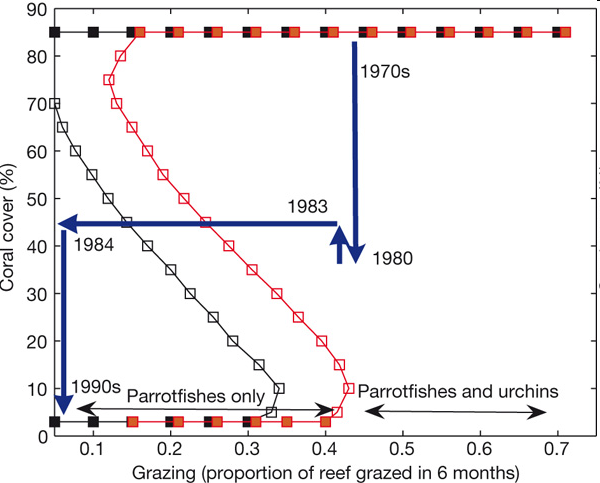 90
80
70
60
50
40
30
20
10
0
Coral cover (%)
1970s
1983
1980
1984
1990s
Parrotfishes only
Parrotfishes and urchins
0.1 0.2 0.3 0.4 0.5 0.6 0.7
Grazing (proportion of reef grazed in 6 months)